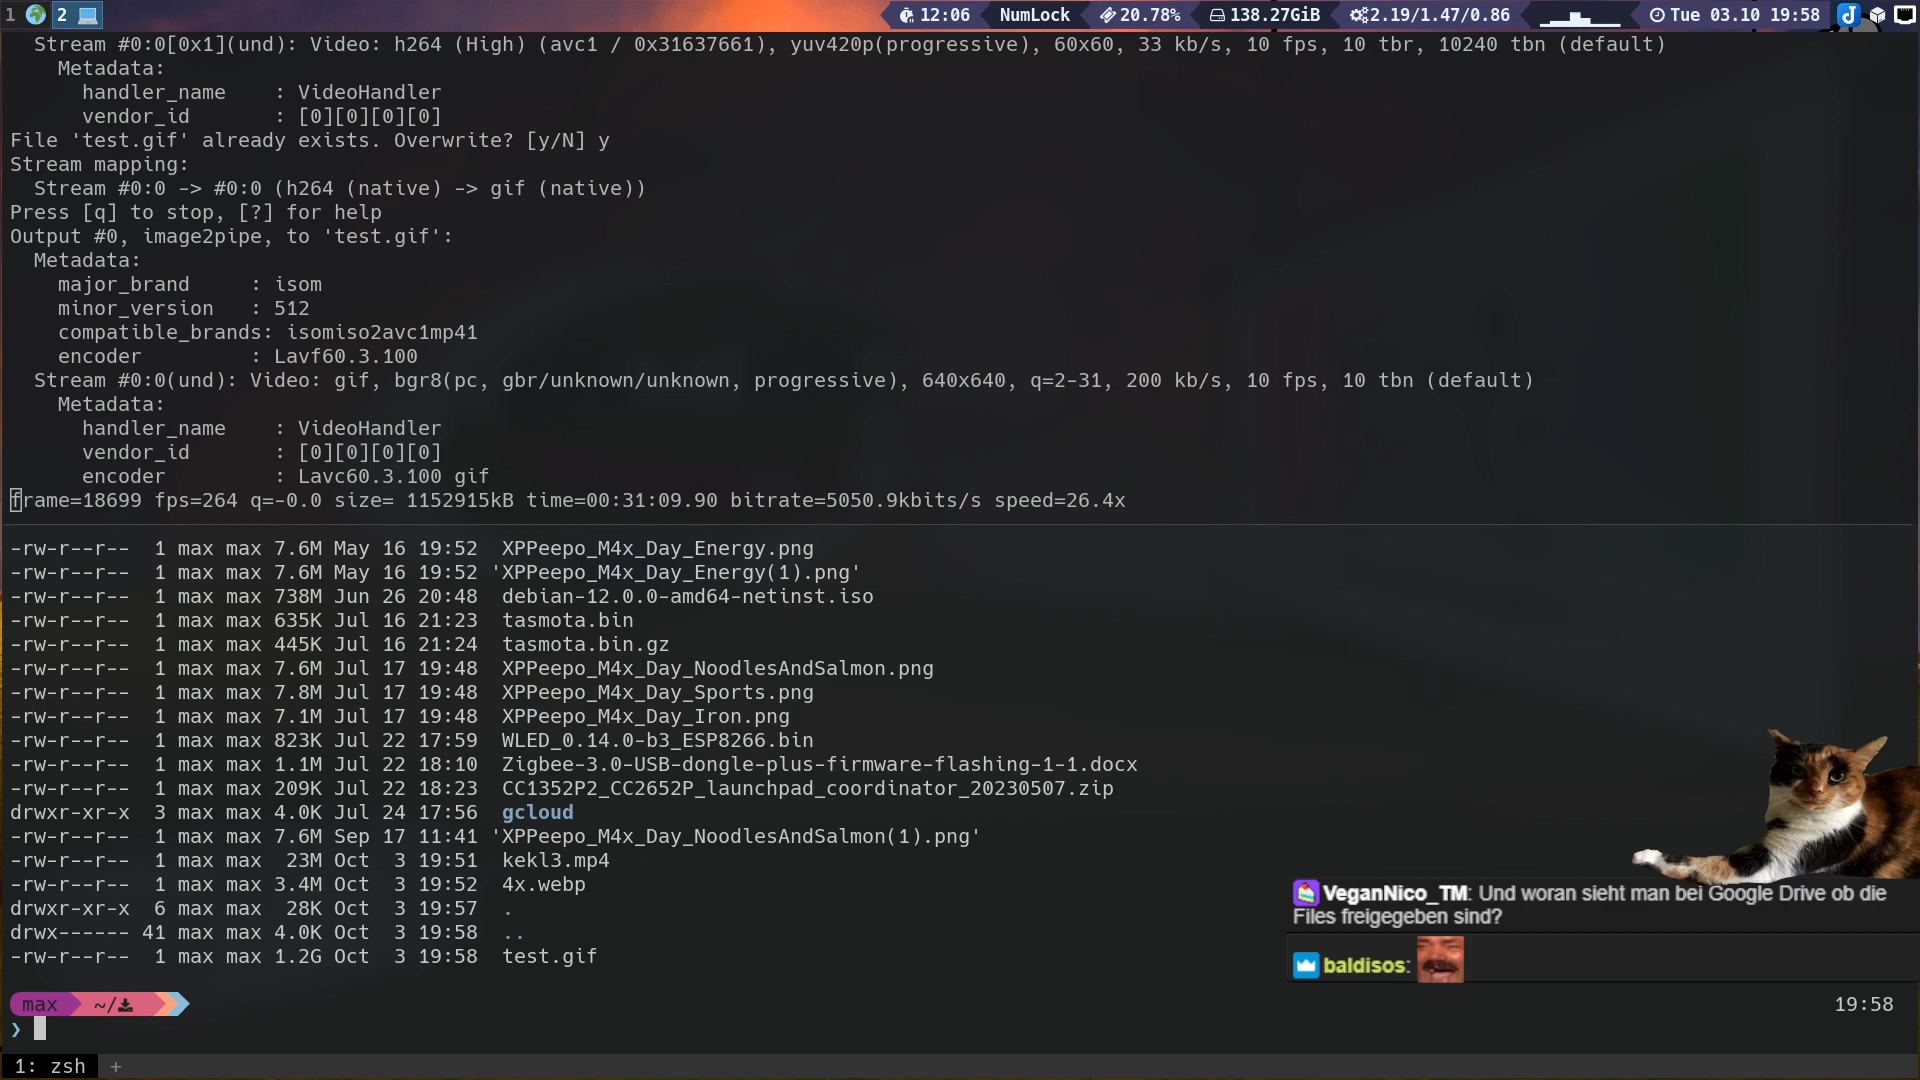 1 2 12:06 NumLock 20.78% 138.27GiB 2.19/1.47/0.86 Tue 03.10 19:58
Stream #0:0[0x1](und): Video: h264 (High) (avc1 / 0x31637661), yuv420p(progressive), 60x60, 33 kb/s, 10 fps, 10 tbr, 10240 tbn (default)
Metadata:
handler_name    : VideoHandler
vendor_id       : [0][0][0][0]
File 'test.gif' already exists. Overwrite? [y/N] y
Stream mapping:
Stream #0:0 -> #0:0 (h264 (native) -> gif (native))
Press [q] to stop, [?] for help
Output #0, image2pipe, to 'test.gif':
Metadata:
major_brand     : isom
minor_version   : 512
compatible_brands: isomiso2avc1mp41
encoder         : Lavf60.3.100
Stream #0:0(und): Video: gif, bgr8(pc, gbr/unknown/unknown, progressive), 640x640, q=2-31, 200 kb/s, 10 fps, 10 tbn (default)
Metadata:
handler_name    : VideoHandler
vendor_id       : [0][0][0][0]
encoder         : Lavc60.3.100 gif
frame=18699 fps=264 q=-0.0 size= 1152915kB time=00:31:09.90 bitrate=5050.9kbits/s speed=26.4x
-rw-r--r--  1 max max 7.6M May 16 19:52  XPPeepo_M4x_Day_Energy.png
-rw-r--r--  1 max max 7.6M May 16 19:52 'XPPeepo_M4x_Day_Energy(1).png'
-rw-r--r--  1 max max 738M Jun 26 20:48  debian-12.0.0-amd64-netinst.iso
-rw-r--r--  1 max max 635K Jul 16 21:23  tasmota.bin
-rw-r--r--  1 max max 445K Jul 16 21:24  tasmota.bin.gz
-rw-r--r--  1 max max 7.6M Jul 17 19:48  XPPeepo_M4x_Day_NoodlesAndSalmon.png
-rw-r--r--  1 max max 7.8M Jul 17 19:48  XPPeepo_M4x_Day_Sports.png
-rw-r--r--  1 max max 7.1M Jul 17 19:48  XPPeepo_M4x_Day_Iron.png
-rw-r--r--  1 max max 823K Jul 22 17:59  WLED_0.14.0-b3_ESP8266.bin
-rw-r--r--  1 max max 1.1M Jul 22 18:10  Zigbee-3.0-USB-dongle-plus-firmware-flashing-1-1.docx
-rw-r--r--  1 max max 209K Jul 22 18:23  CC1352P2_CC2652P_launchpad_coordinator_20230507.zip
drwxr-xr-x  3 max max 4.0K Jul 24 17:56  gcloud
-rw-r--r--  1 max max 7.6M Sep 17 11:41 'XPPeepo_M4x_Day_NoodlesAndSalmon(1).png'
-rw-r--r--  1 max max  23M Oct  3 19:51  kekl3.mp4
-rw-r--r--  1 max max 3.4M Oct  3 19:52  4x.webp
drwxr-xr-x  6 max max  28K Oct  3 19:57  .
drwx------ 41 max max 4.0K Oct  3 19:58  ..
-rw-r--r--  1 max max 1.2G Oct  3 19:58  test.gif
VeganNico_TM: Und woran sieht man bei Google Drive ob die
Files freigegeben sind?
baldisos:
max ~/ 19:58
❯
1: zsh +